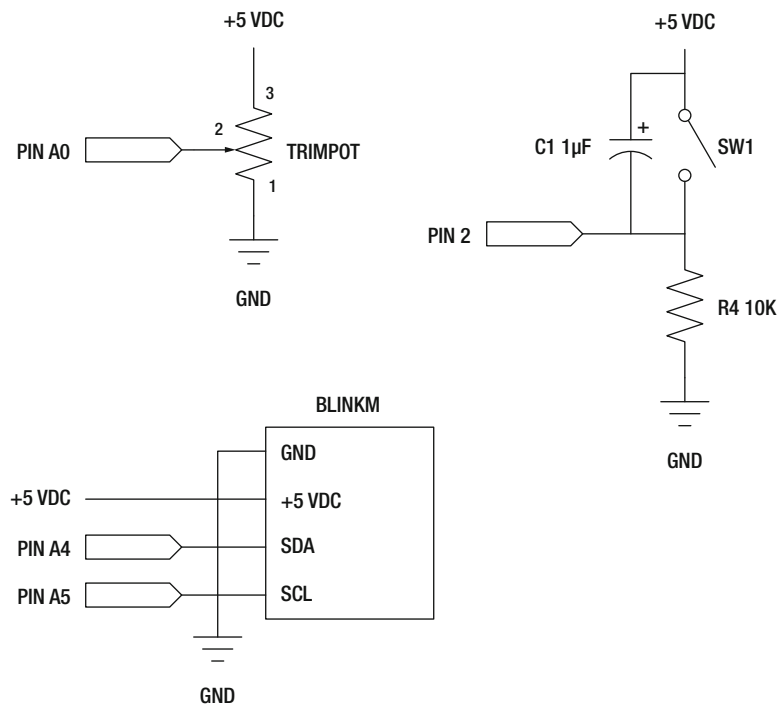 +5 VDC
3
2
PIN A0
TRIMPOT
1
GND
+5 VDC
+
C1 1µF
SW1
PIN 2
R4 10K
GND
BLINKM
GND
+5 VDC
+5 VDC
PIN A4
SDA
PIN A5
SCL
GND